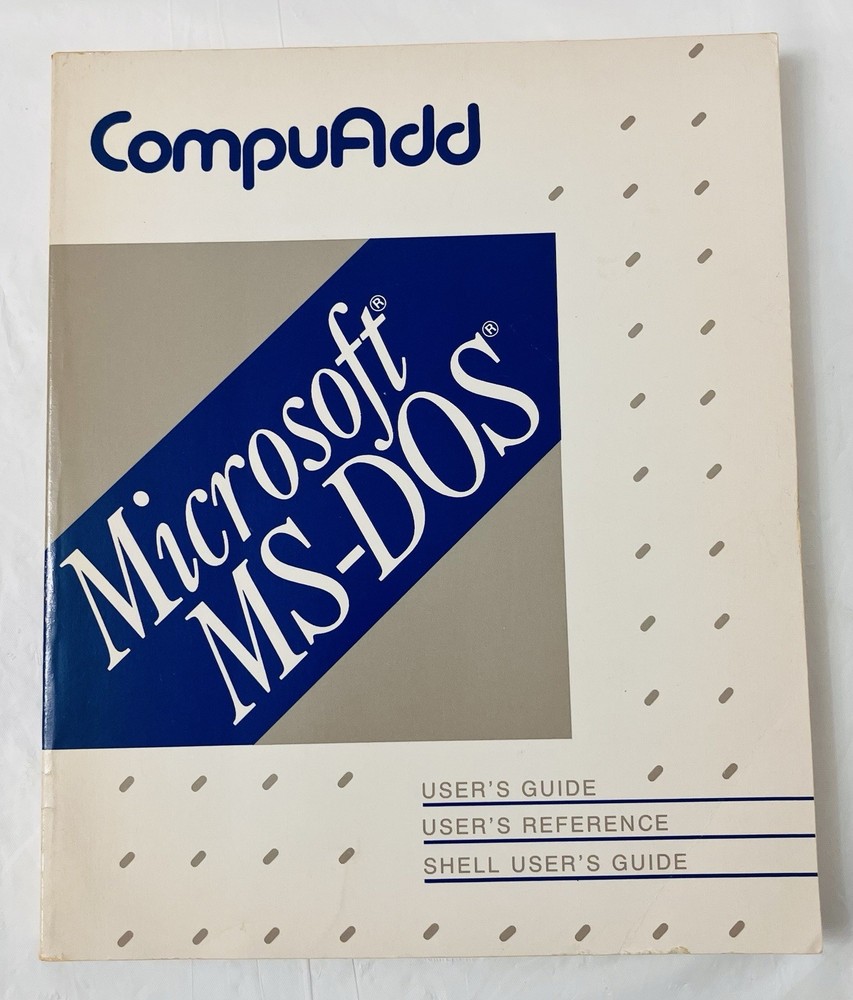 CompuAdd
Microsoft®
MS-DOS®
USER'S GUIDE
USER'S REFERENCE
SHELL USER'S GUIDE